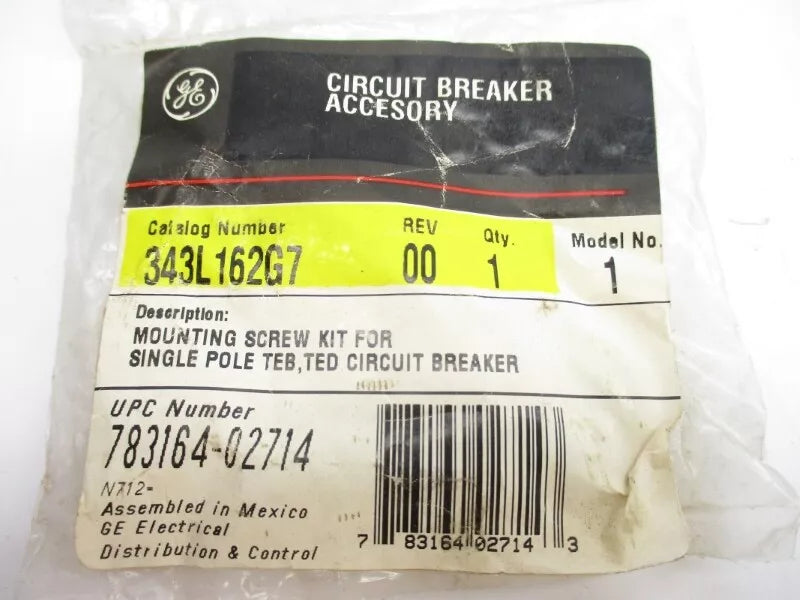 GE
CIRCUIT BREAKER
ACCESORY
Catalog Number REV Qty. Model No.
343L162G7 00 1 1
Description:
MOUNTING SCREW KIT FOR
SINGLE POLE TEB,TED CIRCUIT BREAKER
UPC Number
783164-02714
N712-
Assembled in Mexico
GE Electrical
Distribution & Control
7 83164 02714 3